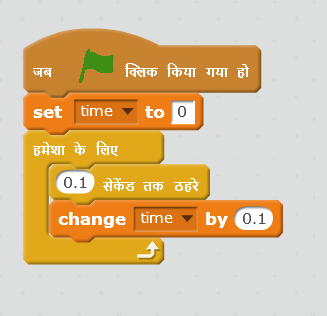 जब क्लिक किया गया हो
set time to 0
हमेशा के लिए
0.1 सेकेंड तक ठहरे
change time by 0.1